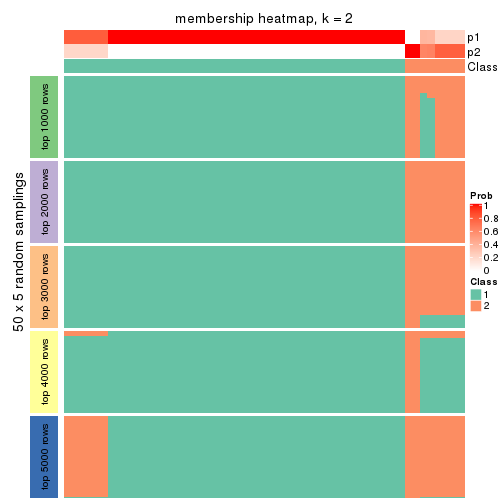 membership heatmap, k = 2
p1
p2
Class
50 x 5 random samplings
top 1000 rows
top 2000 rows
top 3000 rows
top 4000 rows
top 5000 rows
Prob
1
0.8
0.6
0.4
0.2
0
Class
1
2